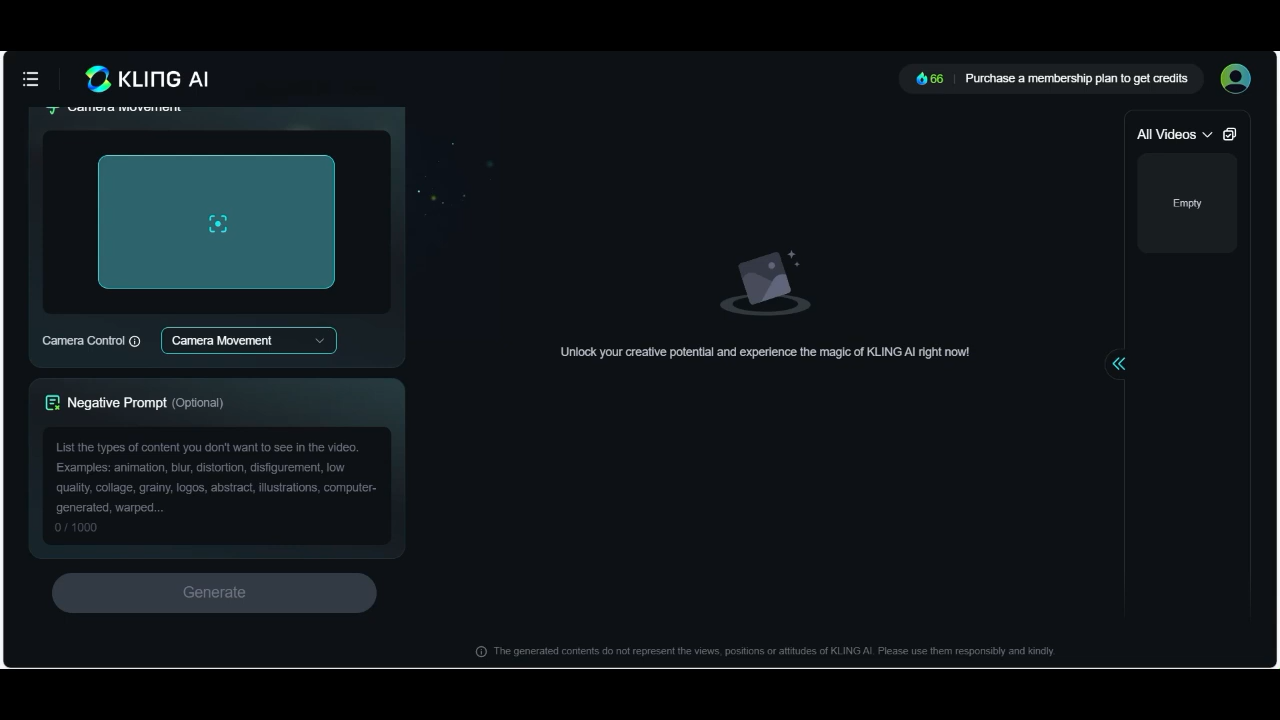 KLING AI
66
Purchase a membership plan to get credits
Camera Movement
All Videos
Empty
Camera Control
Camera Movement
Unlock your creative potential and experience the magic of KLING AI right now!
Negative Prompt (Optional)
List the types of content you don't want to see in the video.
Examples: animation, blur, distortion, disfigurement, low
quality, collage, grainy, logos, abstract, illustrations, computer-
generated, warped...
0 / 1000
Generate
The generated contents do not represent the views, positions or attitudes of KLING AI. Please use them responsibly and kindly.